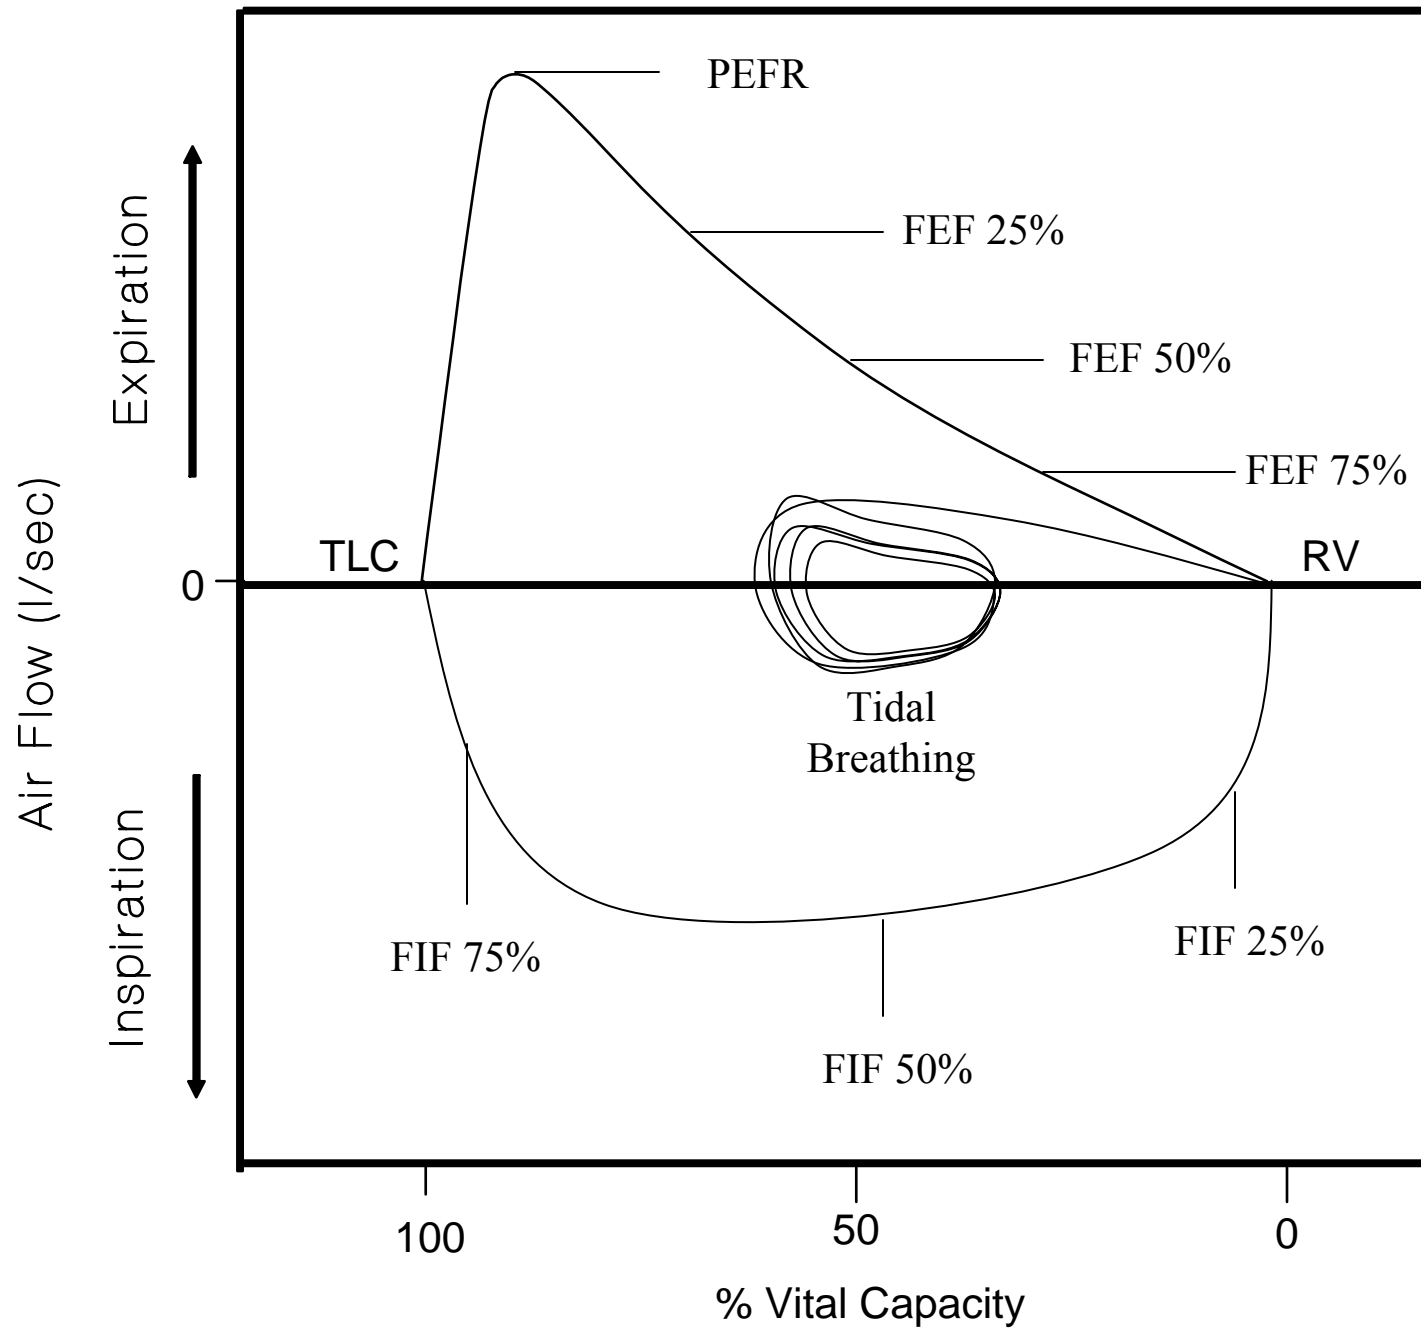 PEFR
FEF 25%
FEF 50%
FEF 75%
Expiration
Air Flow (l/sec)
TLC
RV
0
Tidal
Breathing
Inspiration
FIF 75%
FIF 25%
FIF 50%
100
50
0
% Vital Capacity